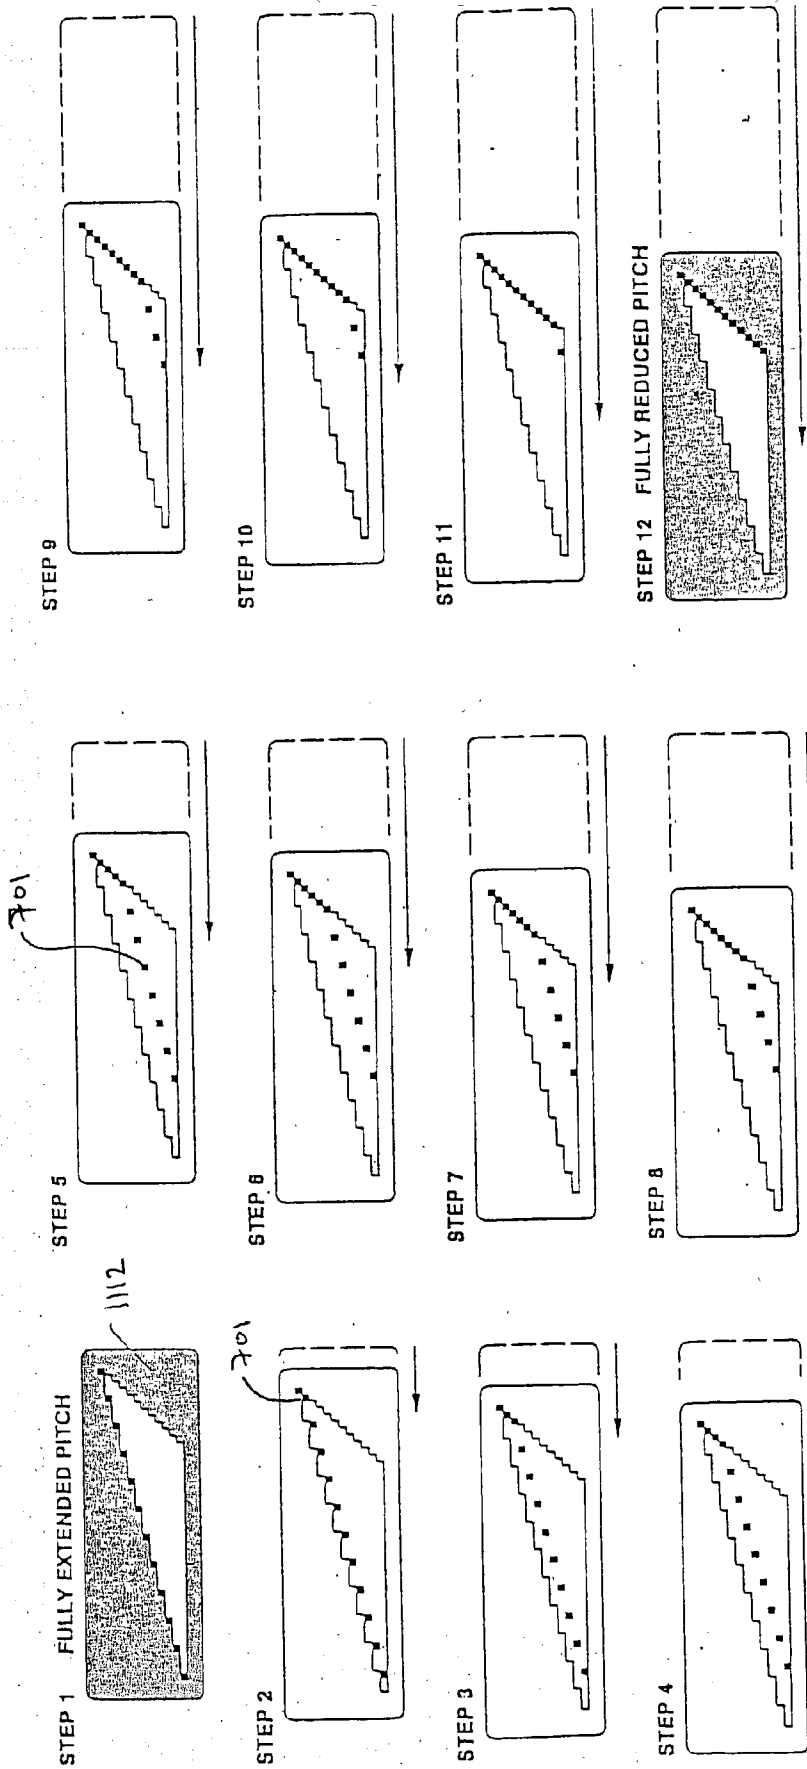 STEP 1 FULLY EXTENDED PITCH
1112
STEP 2
701
STEP 3
STEP 4
STEP 5
701
STEP 6
STEP 7
STEP 8
STEP 9
STEP 10
STEP 11
STEP 12 FULLY REDUCED PITCH